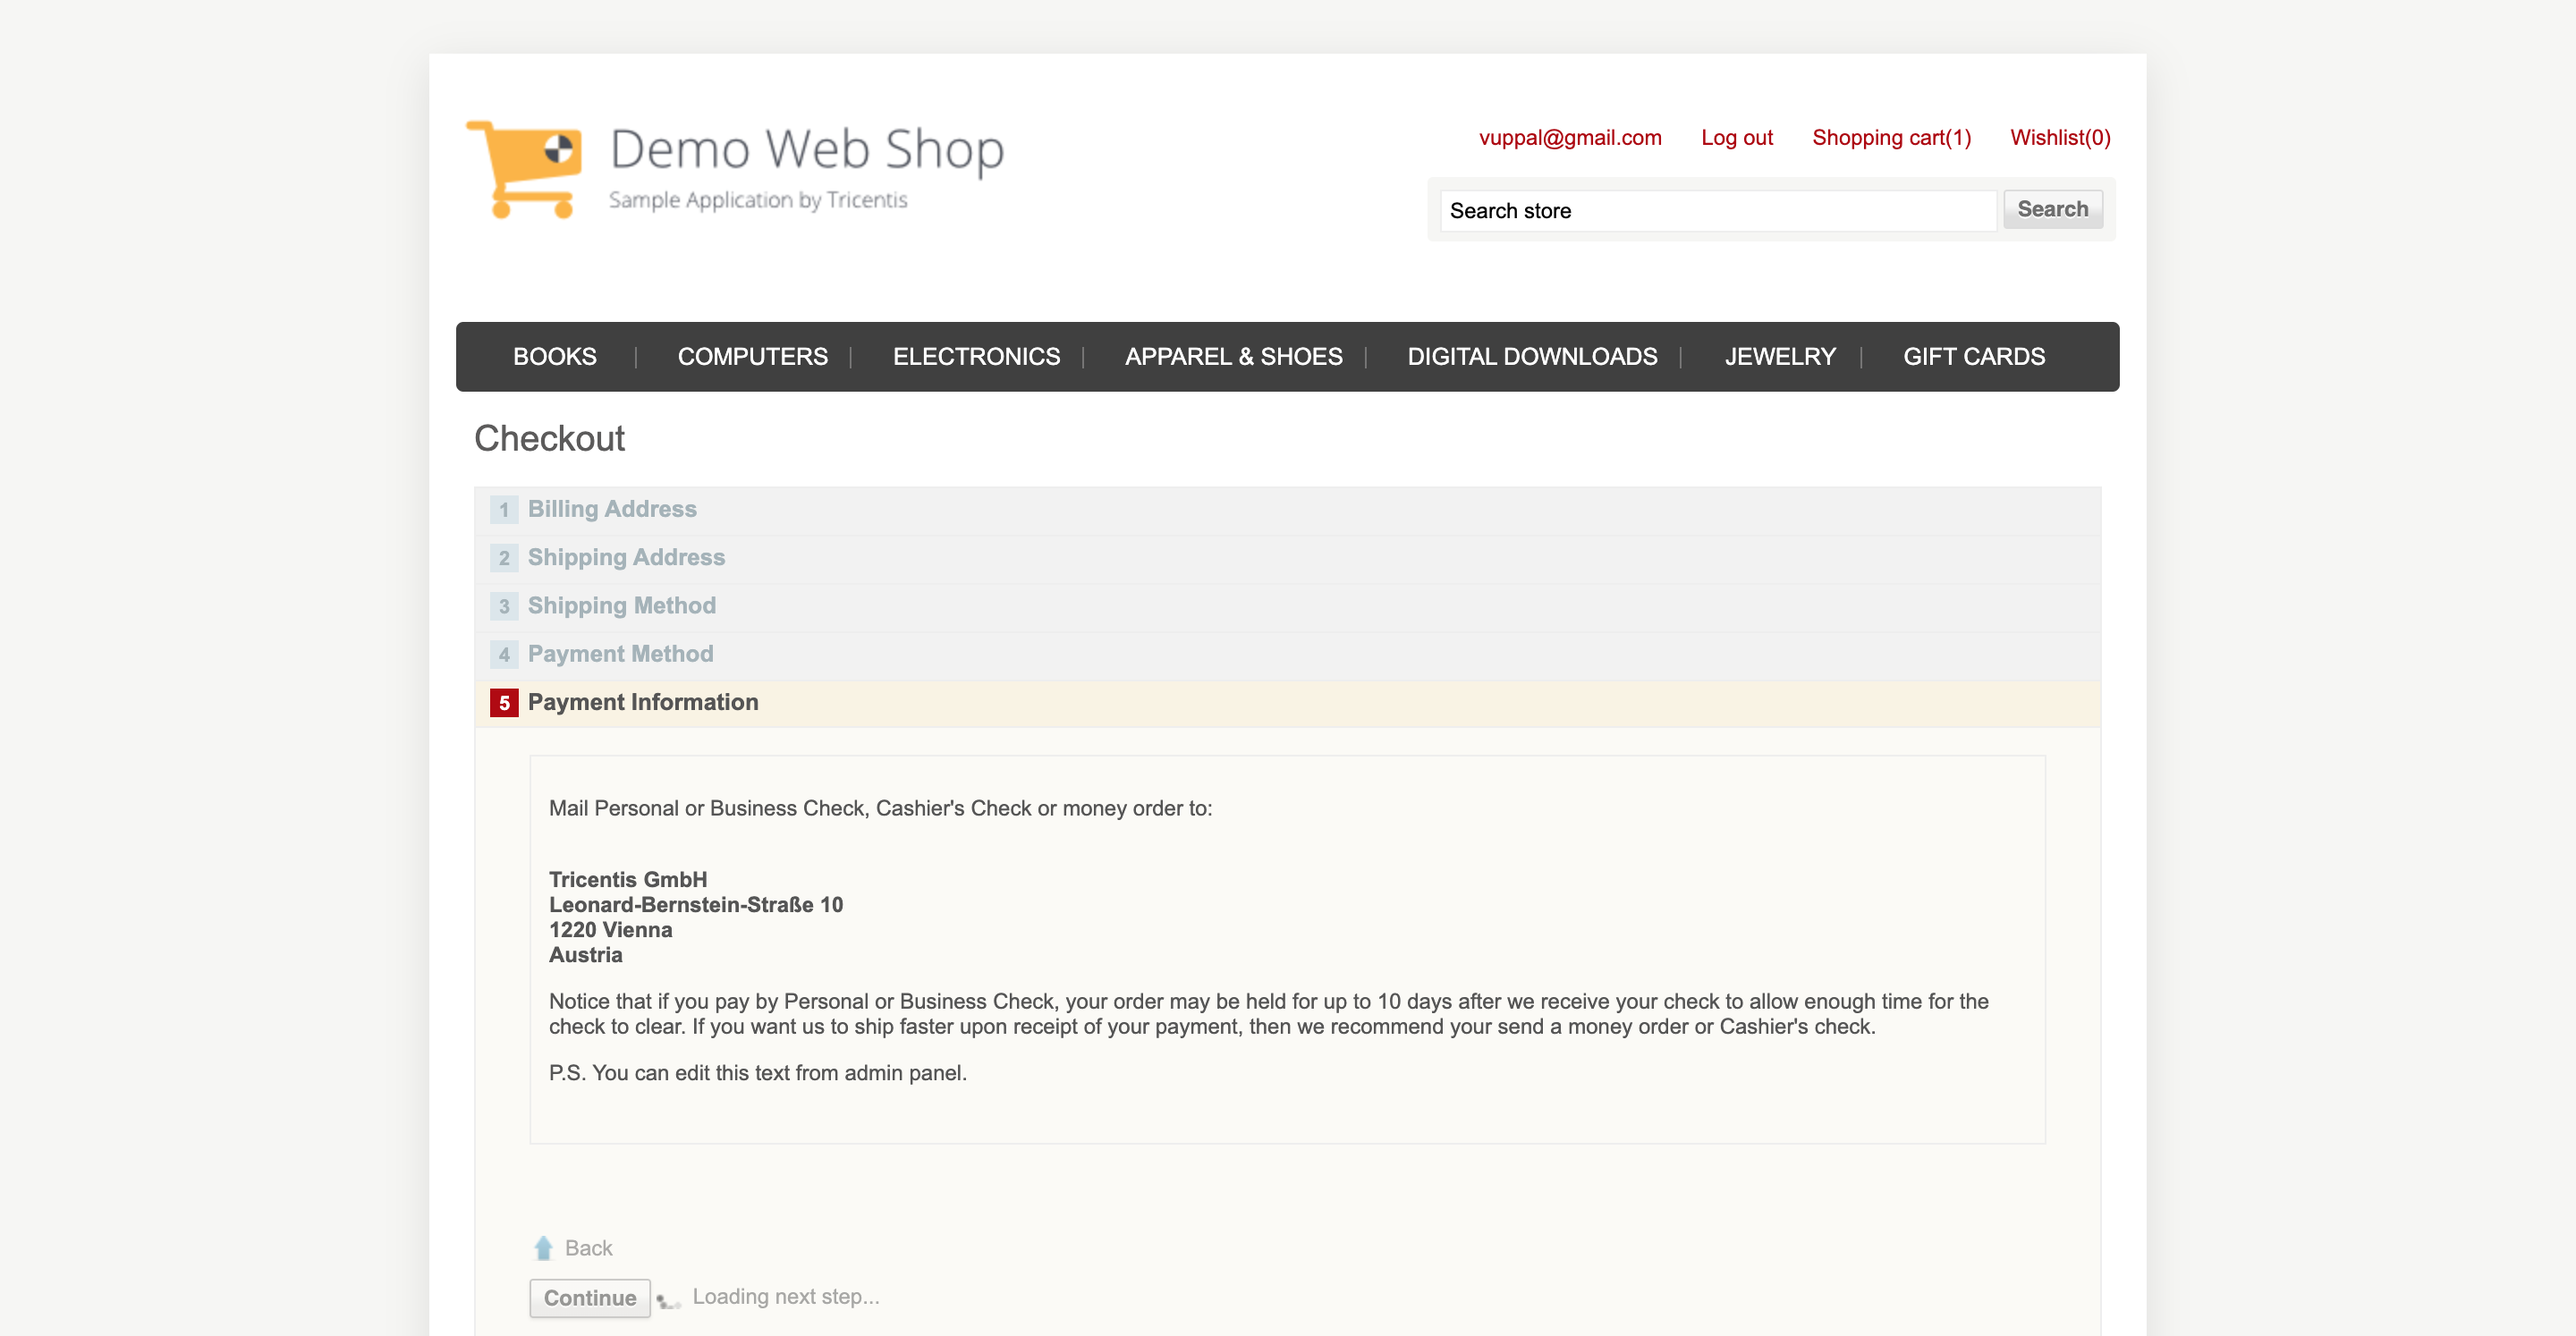 Demo Web Shop
Sample Application by Tricentis
vuppal@gmail.com Log out Shopping cart(1) Wishlist(0)
Search store Search
BOOKS COMPUTERS ELECTRONICS APPAREL & SHOES DIGITAL DOWNLOADS JEWELRY GIFT CARDS
Checkout
1 Billing Address
2 Shipping Address
3 Shipping Method
4 Payment Method
5 Payment Information
Mail Personal or Business Check, Cashier's Check or money order to:
Tricentis GmbH
Leonard-Bernstein-Straße 10
1220 Vienna
Austria
Notice that if you pay by Personal or Business Check, your order may be held for up to 10 days after we receive your check to allow enough time for the
check to clear. If you want us to ship faster upon receipt of your payment, then we recommend your send a money order or Cashier's check.
P.S. You can edit this text from admin panel.
Back
Continue Loading next step...